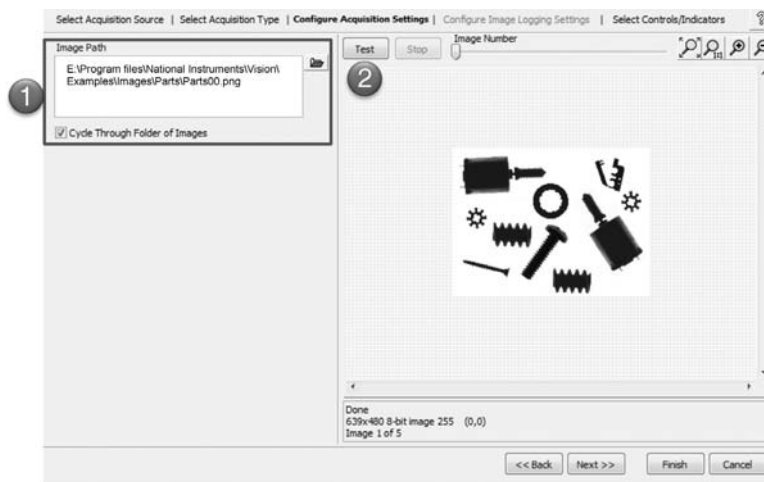 Select Acquisition Source | Select Acquisition Type | Configure Acquisition Settings | Configure Image Logging Settings | Select Controls/Indicators
Image Path
E:\Program files\National Instruments\Vision\
Examples\Images\Parts\Parts00.png
Cycle Through Folder of Images
1
Test
Stop
Image Number
1:1
2
Done
639x480 8-bit image 255 (0,0)
Image 1 of 5
<< Back
Next >>
Finish
Cancel